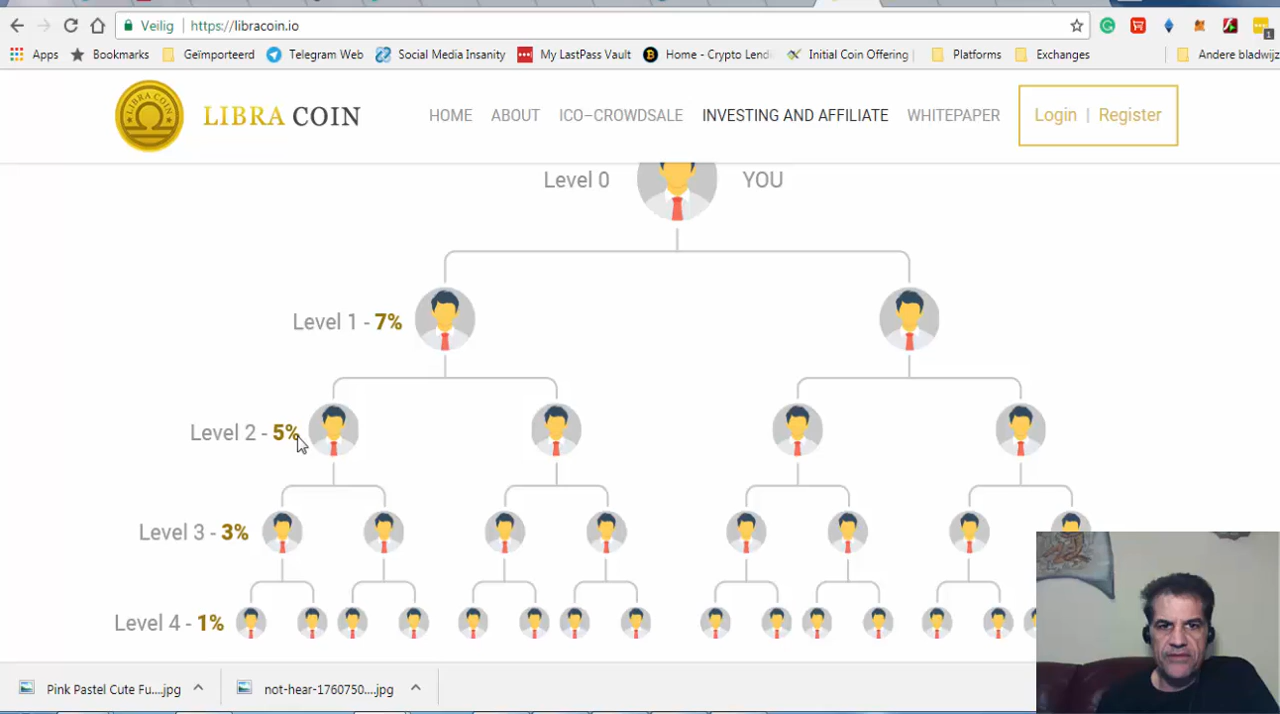 Veilig | https://libracoin.io
Apps Bookmarks Geïmporteerd Telegram Web Social Media Insanity My LastPass Vault Home - Crypto Lendi Initial Coin Offering | Platforms Exchanges Andere bladwijz
1
LIBRA COIN
LIBRA COIN HOME ABOUT ICO–CROWDSALE INVESTING AND AFFILIATE WHITEPAPER Login | Register
Level 0 YOU
Level 1 - 7%
Level 2 - 5%
Level 3 - 3%
Level 4 - 1%
Pink Pastel Cute Fu....jpg not-hear-1760750....jpg